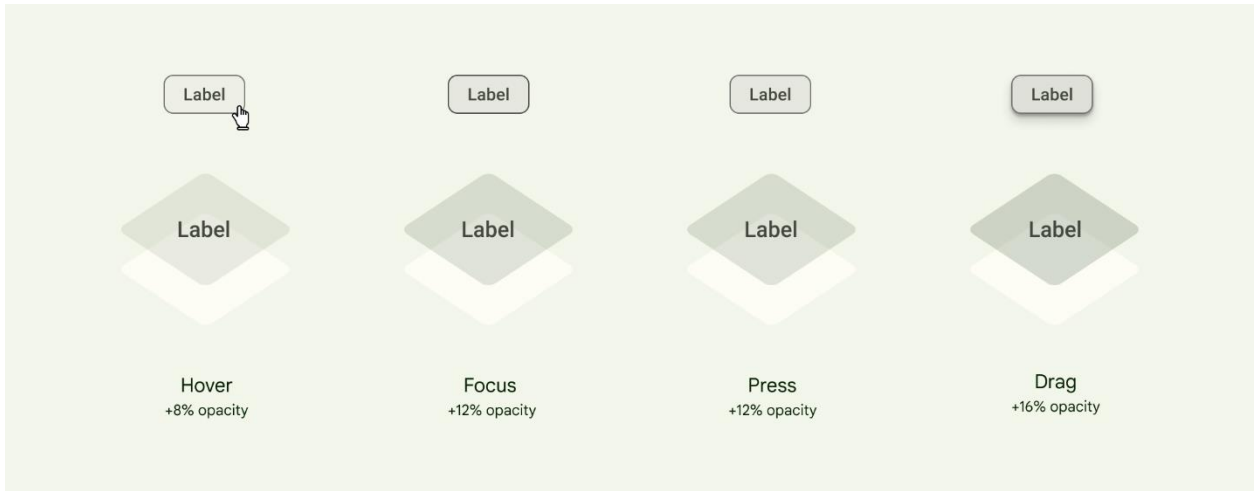 Label
Label
Label
Label
Label
Label
Label
Label
Hover
+8% opacity
Focus
+12% opacity
Press
+12% opacity
Drag
+16% opacity